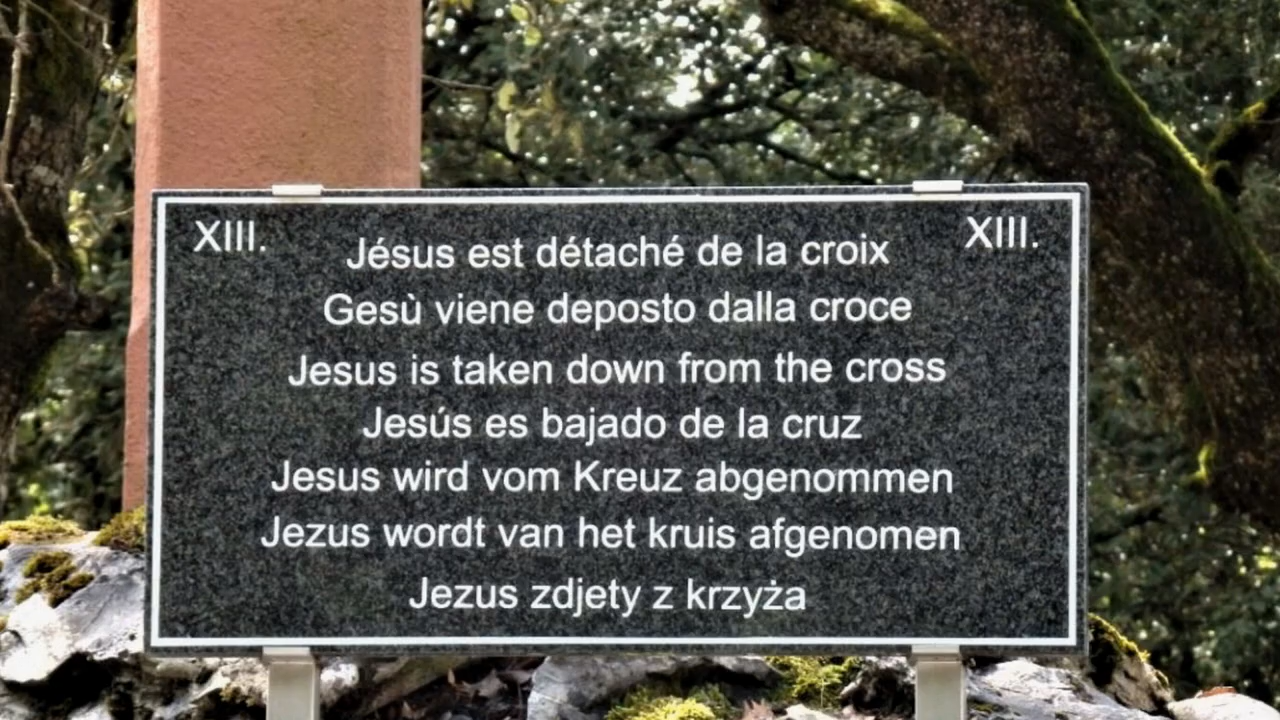 XIII. XIII.
Jésus est détaché de la croix
Gesù viene deposto dalla croce
Jesus is taken down from the cross
Jesús es bajado de la cruz
Jesus wird vom Kreuz abgenommen
Jezus wordt van het kruis afgenomen
Jezus zdjety z krzyża